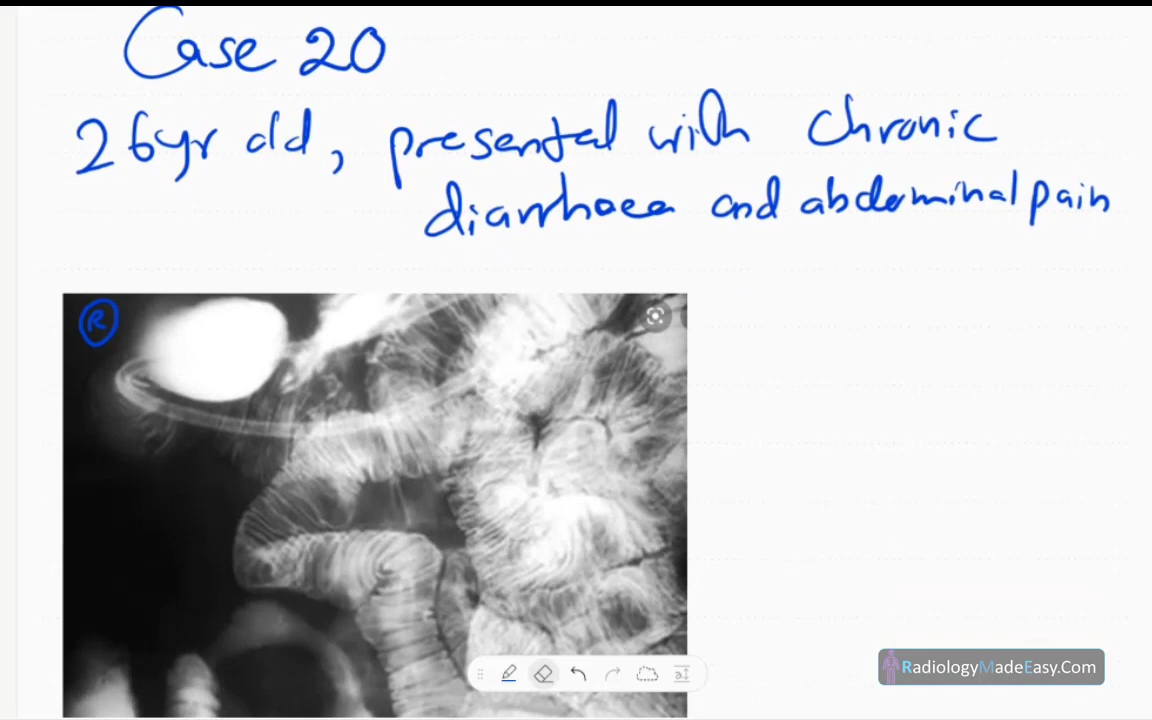 Case 20
26yr old, presented with chronic
diarrhoea and abdominal pain
R
RadiologyMadeEasy.Com